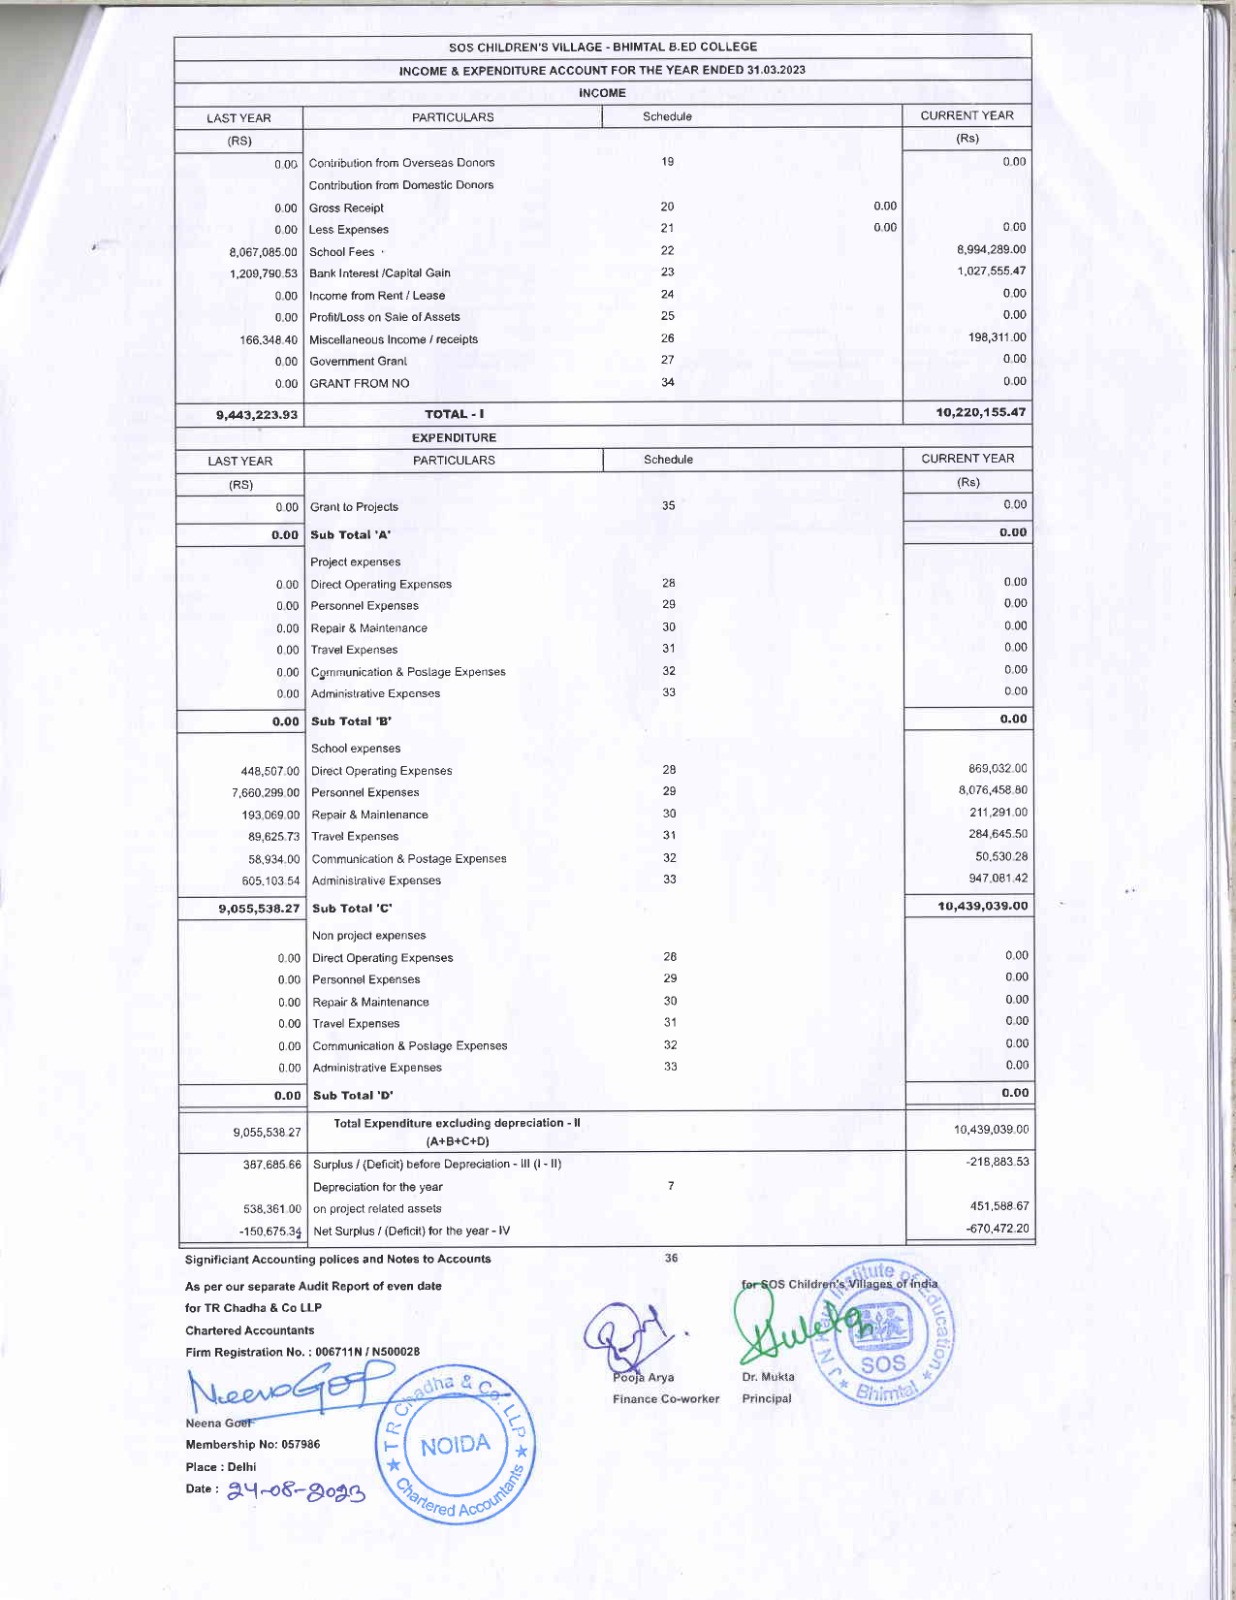 SOS CHILDREN'S VILLAGE - BHIMTAL B.ED COLLEGE
INCOME & EXPENDITURE ACCOUNT FOR THE YEAR ENDED 31.03.2023
INCOME
LAST YEAR PARTICULARS Schedule CURRENT YEAR
(RS) (Rs)
0.00 Contribution from Overseas Donors 19 0.00
Contribution from Domestic Donors
0.00 Gross Receipt 20 0.00
0.00 Less Expenses 21 0.00 0.00
8,067,085.00 School Fees 22 8,994,289.00
1,209,790.53 Bank Interest /Capital Gain 23 1,027,555.47
0.00 Income from Rent / Lease 24 0.00
0.00 Profit/Loss on Sale of Assets 25 0.00
166,348.40 Miscellaneous Income / receipts 26 198,311.00
0.00 Government Grant 27 0.00
0.00 GRANT FROM NO 34 0.00
9,443,223.93 TOTAL - I 10,220,155.47
EXPENDITURE
LAST YEAR PARTICULARS Schedule CURRENT YEAR
(RS) (Rs)
0.00 Grant to Projects 35 0.00
0.00 Sub Total 'A' 0.00
Project expenses
0.00 Direct Operating Expenses 28 0.00
0.00 Personnel Expenses 29 0.00
0.00 Repair & Maintenance 30 0.00
0.00 Travel Expenses 31 0.00
0.00 Communication & Postage Expenses 32 0.00
0.00 Administrative Expenses 33 0.00
0.00 Sub Total 'B' 0.00
School expenses
448,507.00 Direct Operating Expenses 28 869,032.00
7,660,299.00 Personnel Expenses 29 8,076,458.80
193,069.00 Repair & Maintenance 30 211,291.00
89,625.73 Travel Expenses 31 284,645.50
58,934.00 Communication & Postage Expenses 32 50,530.28
605,103.54 Administrative Expenses 33 947,081.42
9,055,538.27 Sub Total 'C' 10,439,039.00
Non project expenses
0.00 Direct Operating Expenses 28 0.00
0.00 Personnel Expenses 29 0.00
0.00 Repair & Maintenance 30 0.00
0.00 Travel Expenses 31 0.00
0.00 Communication & Postage Expenses 32 0.00
0.00 Administrative Expenses 33 0.00
0.00 Sub Total 'D' 0.00
9,055,538.27 Total Expenditure excluding depreciation - II 10,439,039.00
(A+B+C+D)
387,685.66 Surplus / (Deficit) before Depreciation - III (I - II) -218,883.53
Depreciation for the year 7
538,361.00 on project related assets 451,588.67
-150,675.34 Net Surplus / (Deficit) for the year - IV -670,472.20
Significiant Accounting polices and Notes to Accounts 36
As per our separate Audit Report of even date for SOS Children's Villages of India
for TR Chadha & Co LLP
Chartered Accountants
Firm Registration No. : 006711N / N500028
Neena Goel
Pooja Arya Dr. Mukta
Finance Co-worker Principal
J N Kaul Institute of Education
SOS
Bhimtal
Neena Goel
Membership No: 057986
Place : Delhi
Date : 24-08-2023
T R Chadha & Co. LLP
NOIDA
Chartered Accountants